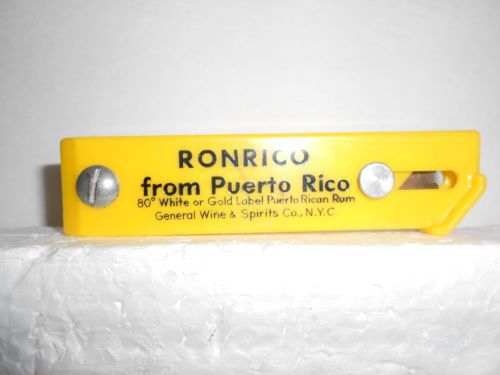 RONRICO
from Puerto Rico
80° White or Gold Label Puerto Rican Rum
General Wine & Spirits Co., N.Y.C